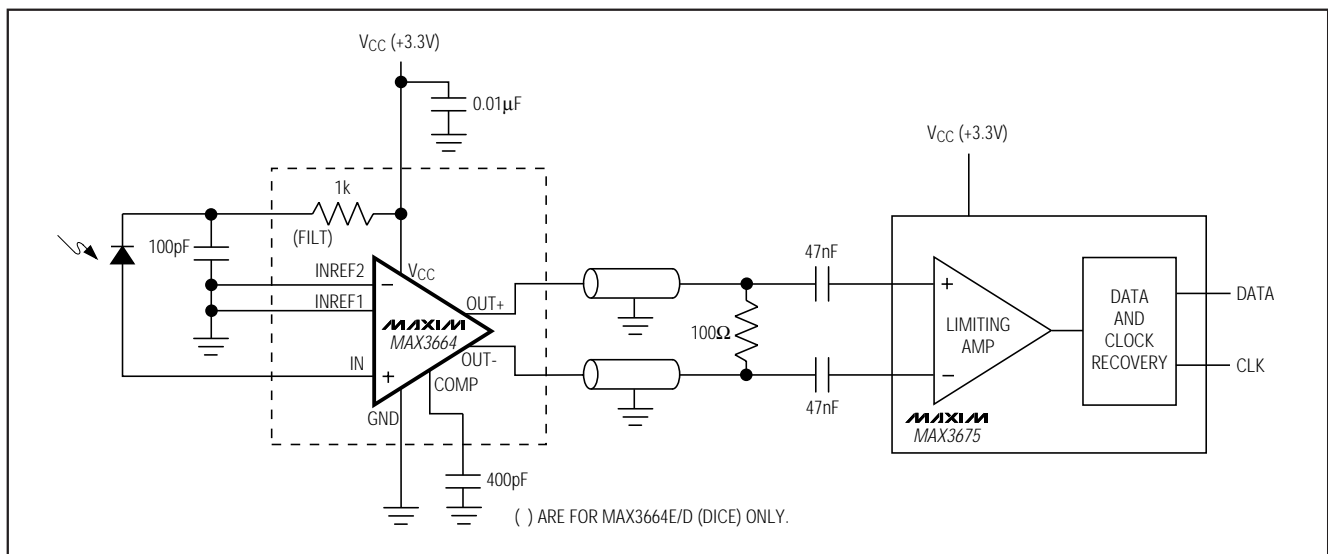 VCC (+3.3V)
0.01µF
1k
(FILT)
100pF
INREF2
INREF1
IN
VCC
−
+
MAXIM
MAX3664
OUT+
OUT-
COMP
GND
400pF
100Ω
47nF
47nF
VCC (+3.3V)
+
−
LIMITING
AMP
MAXIM
MAX3675
DATA
AND
CLOCK
RECOVERY
DATA
CLK
( ) ARE FOR MAX3664E/D (DICE) ONLY.